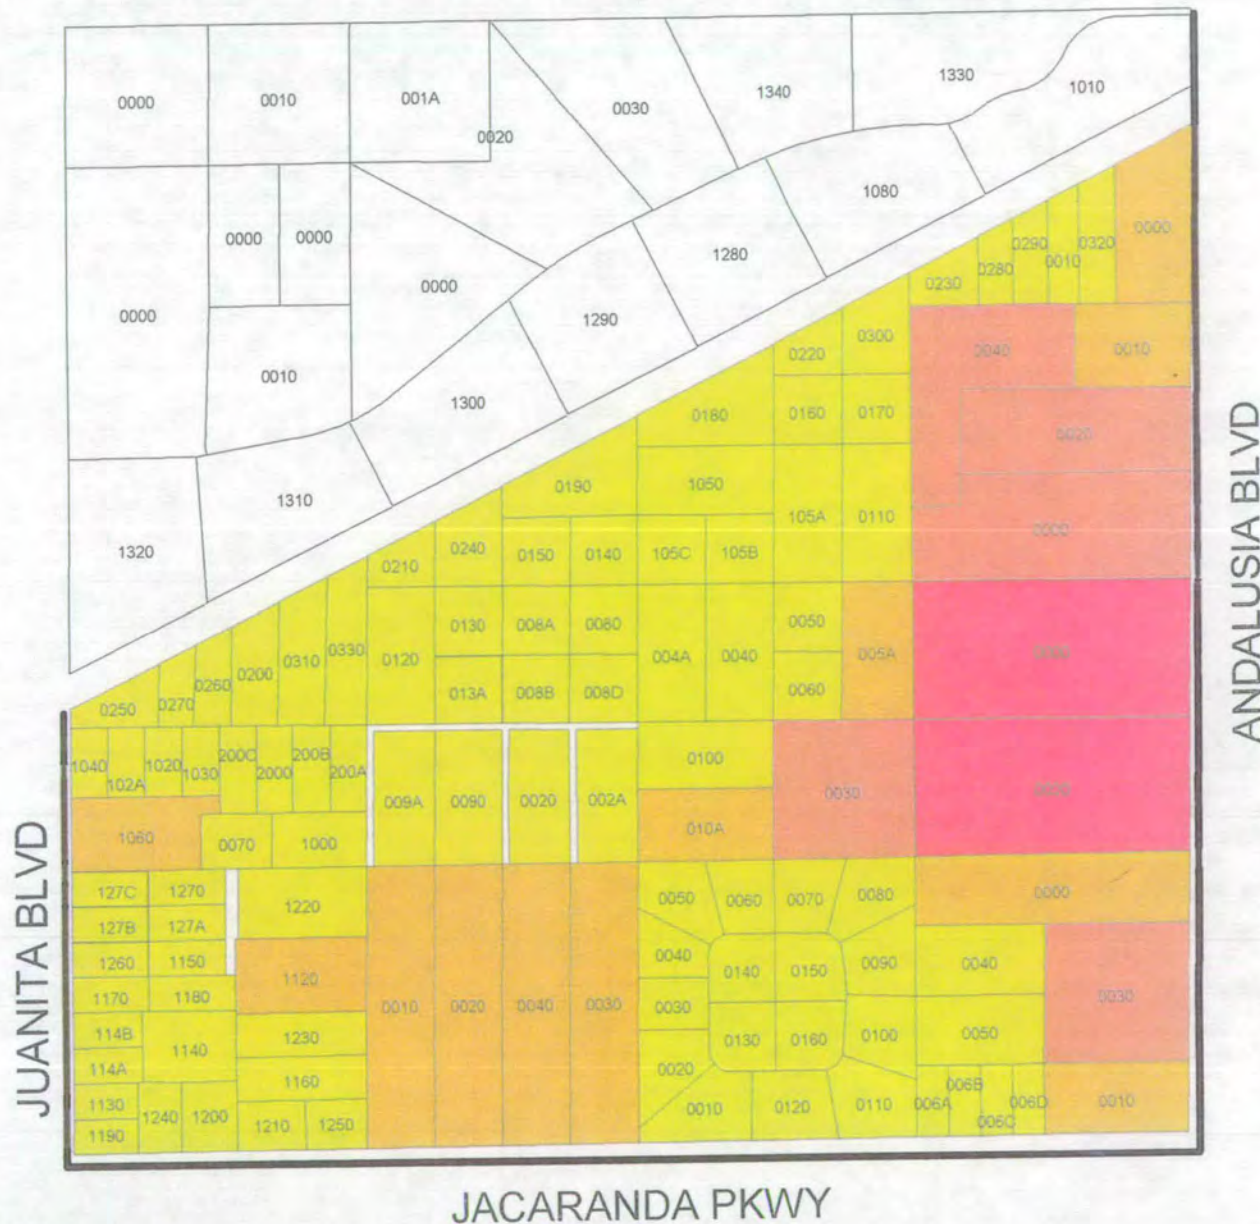 0000 0010 001A 0020 0030 1340 1330 1010
0000 0000 0000 0000 1280 1080
0010 1290
1300
1320 1310
0230 0280 0290 0010 0320 0000
0220 0300 0040 0010
0180 0160 0170 0020
0190 1050 105A 0110 0000
0210 0240 0150 0140 105C 105B
0120 0130 008A 0080 004A 0040 0050 005A
013A 008B 008D 0060
0250 0270 0260 0200 0310 0330
1040 102A 1020 1030 200C 2000 200B 200A
009A 0090 0020 002A 0100 0030
1060 0070 1000 010A
127C 1270 1220 0050 0060 0070 0080 0000
127B 127A
1260 1150 1120 0040 0140 0150 0090 0040 0030
1170 1180 0010 0020 0040 0030 0030
114B 1140 1230 0130 0160 0100 0050
114A 1160 0020
1130 1240 1200 0010 0120 0110 006A 006B 006C 006D 0010
1190 1210 1250
JUANITA BLVD
ANDALUSIA BLVD
JACARANDA PKWY